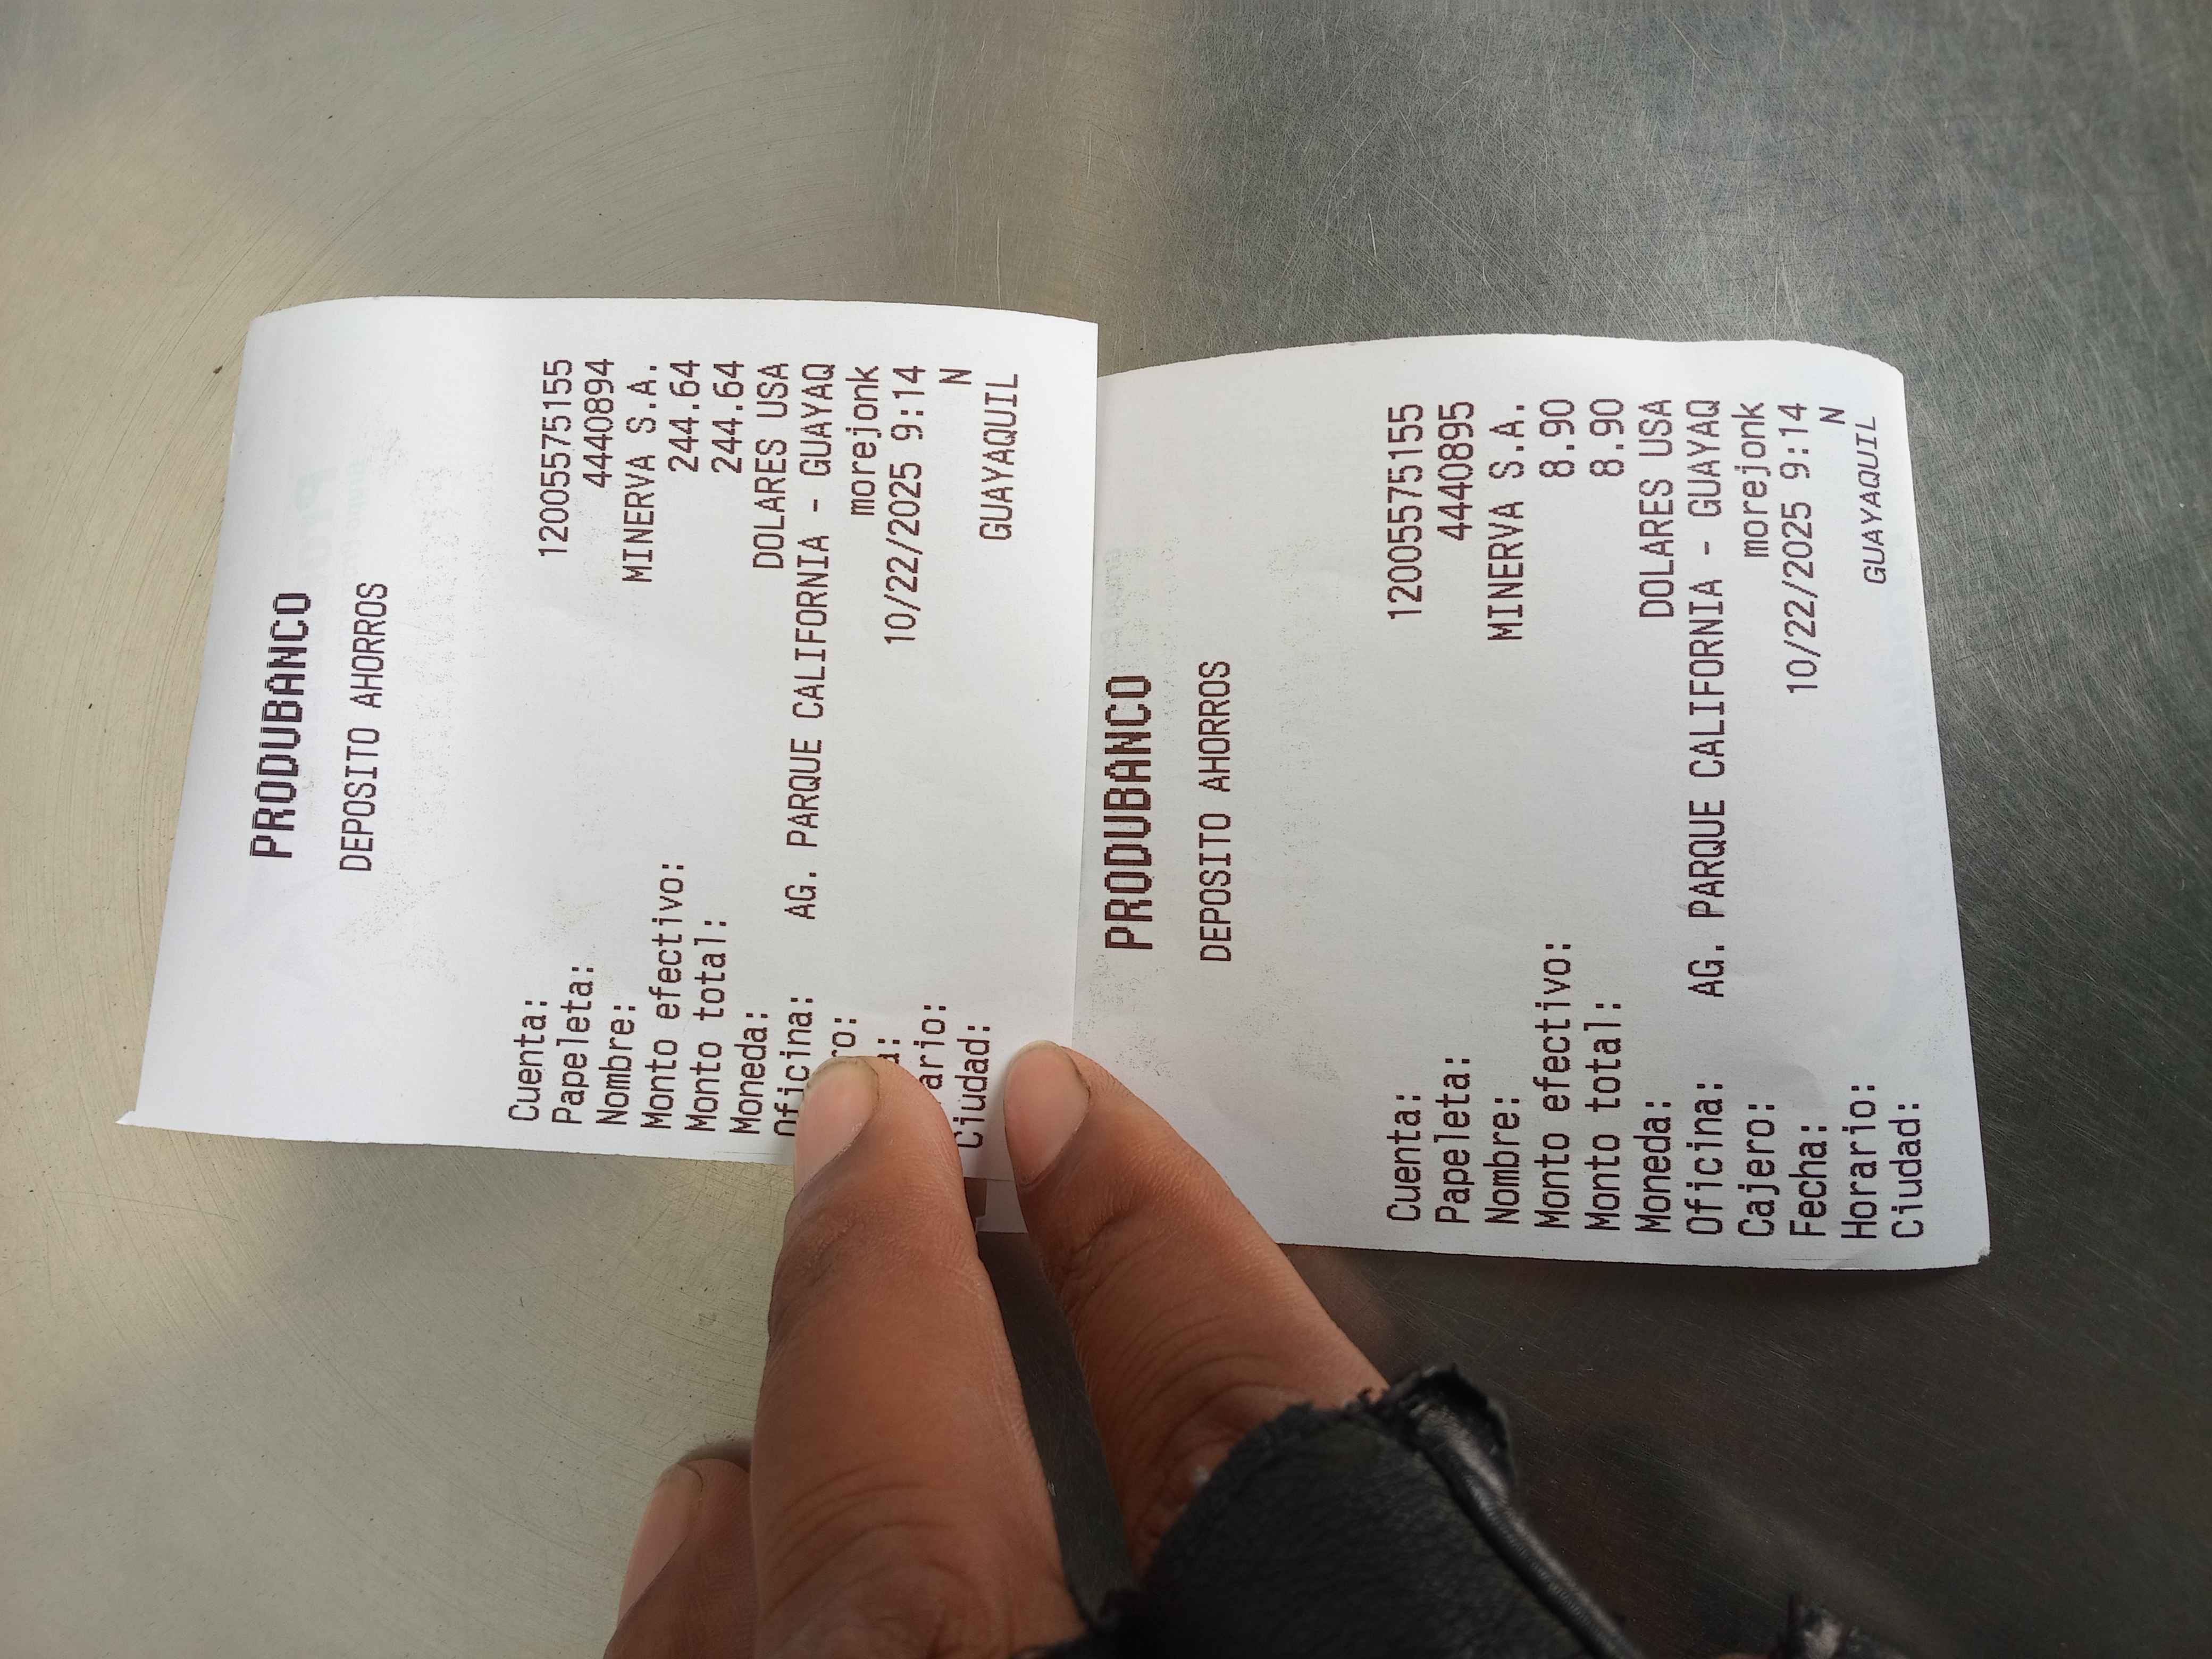 PRODUBANCO
DEPOSITO AHORROS
Cuenta: 12005575155
Papeleta: 4440894
Nombre: MINERVA S.A.
Monto efectivo: 244.64
Monto total: 244.64
Moneda: DOLARES USA
Oficina: AG. PARQUE CALIFORNIA - GUAYAQ
ro: morejonk
a: 10/22/2025 9:14
ario: N
Ciudad: GUAYAQUIL
PRODUBANCO
DEPOSITO AHORROS
Cuenta: 12005575155
Papeleta: 4440895
Nombre: MINERVA S.A.
Monto efectivo: 8.90
Monto total: 8.90
Moneda: DOLARES USA
Oficina: AG. PARQUE CALIFORNIA - GUAYAQ
Cajero: morejonk
Fecha: 10/22/2025 9:14
Horario: N
Ciudad: GUAYAQUIL